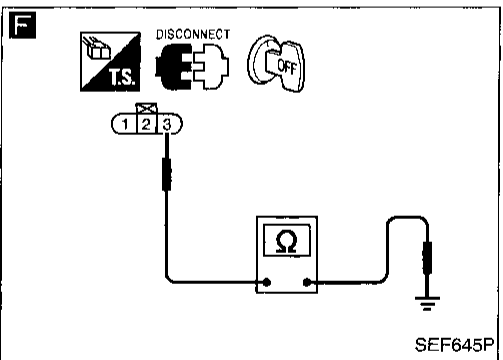 F
DISCONNECT
T.S.
OFF
1 2 3
Ω
SEF645P